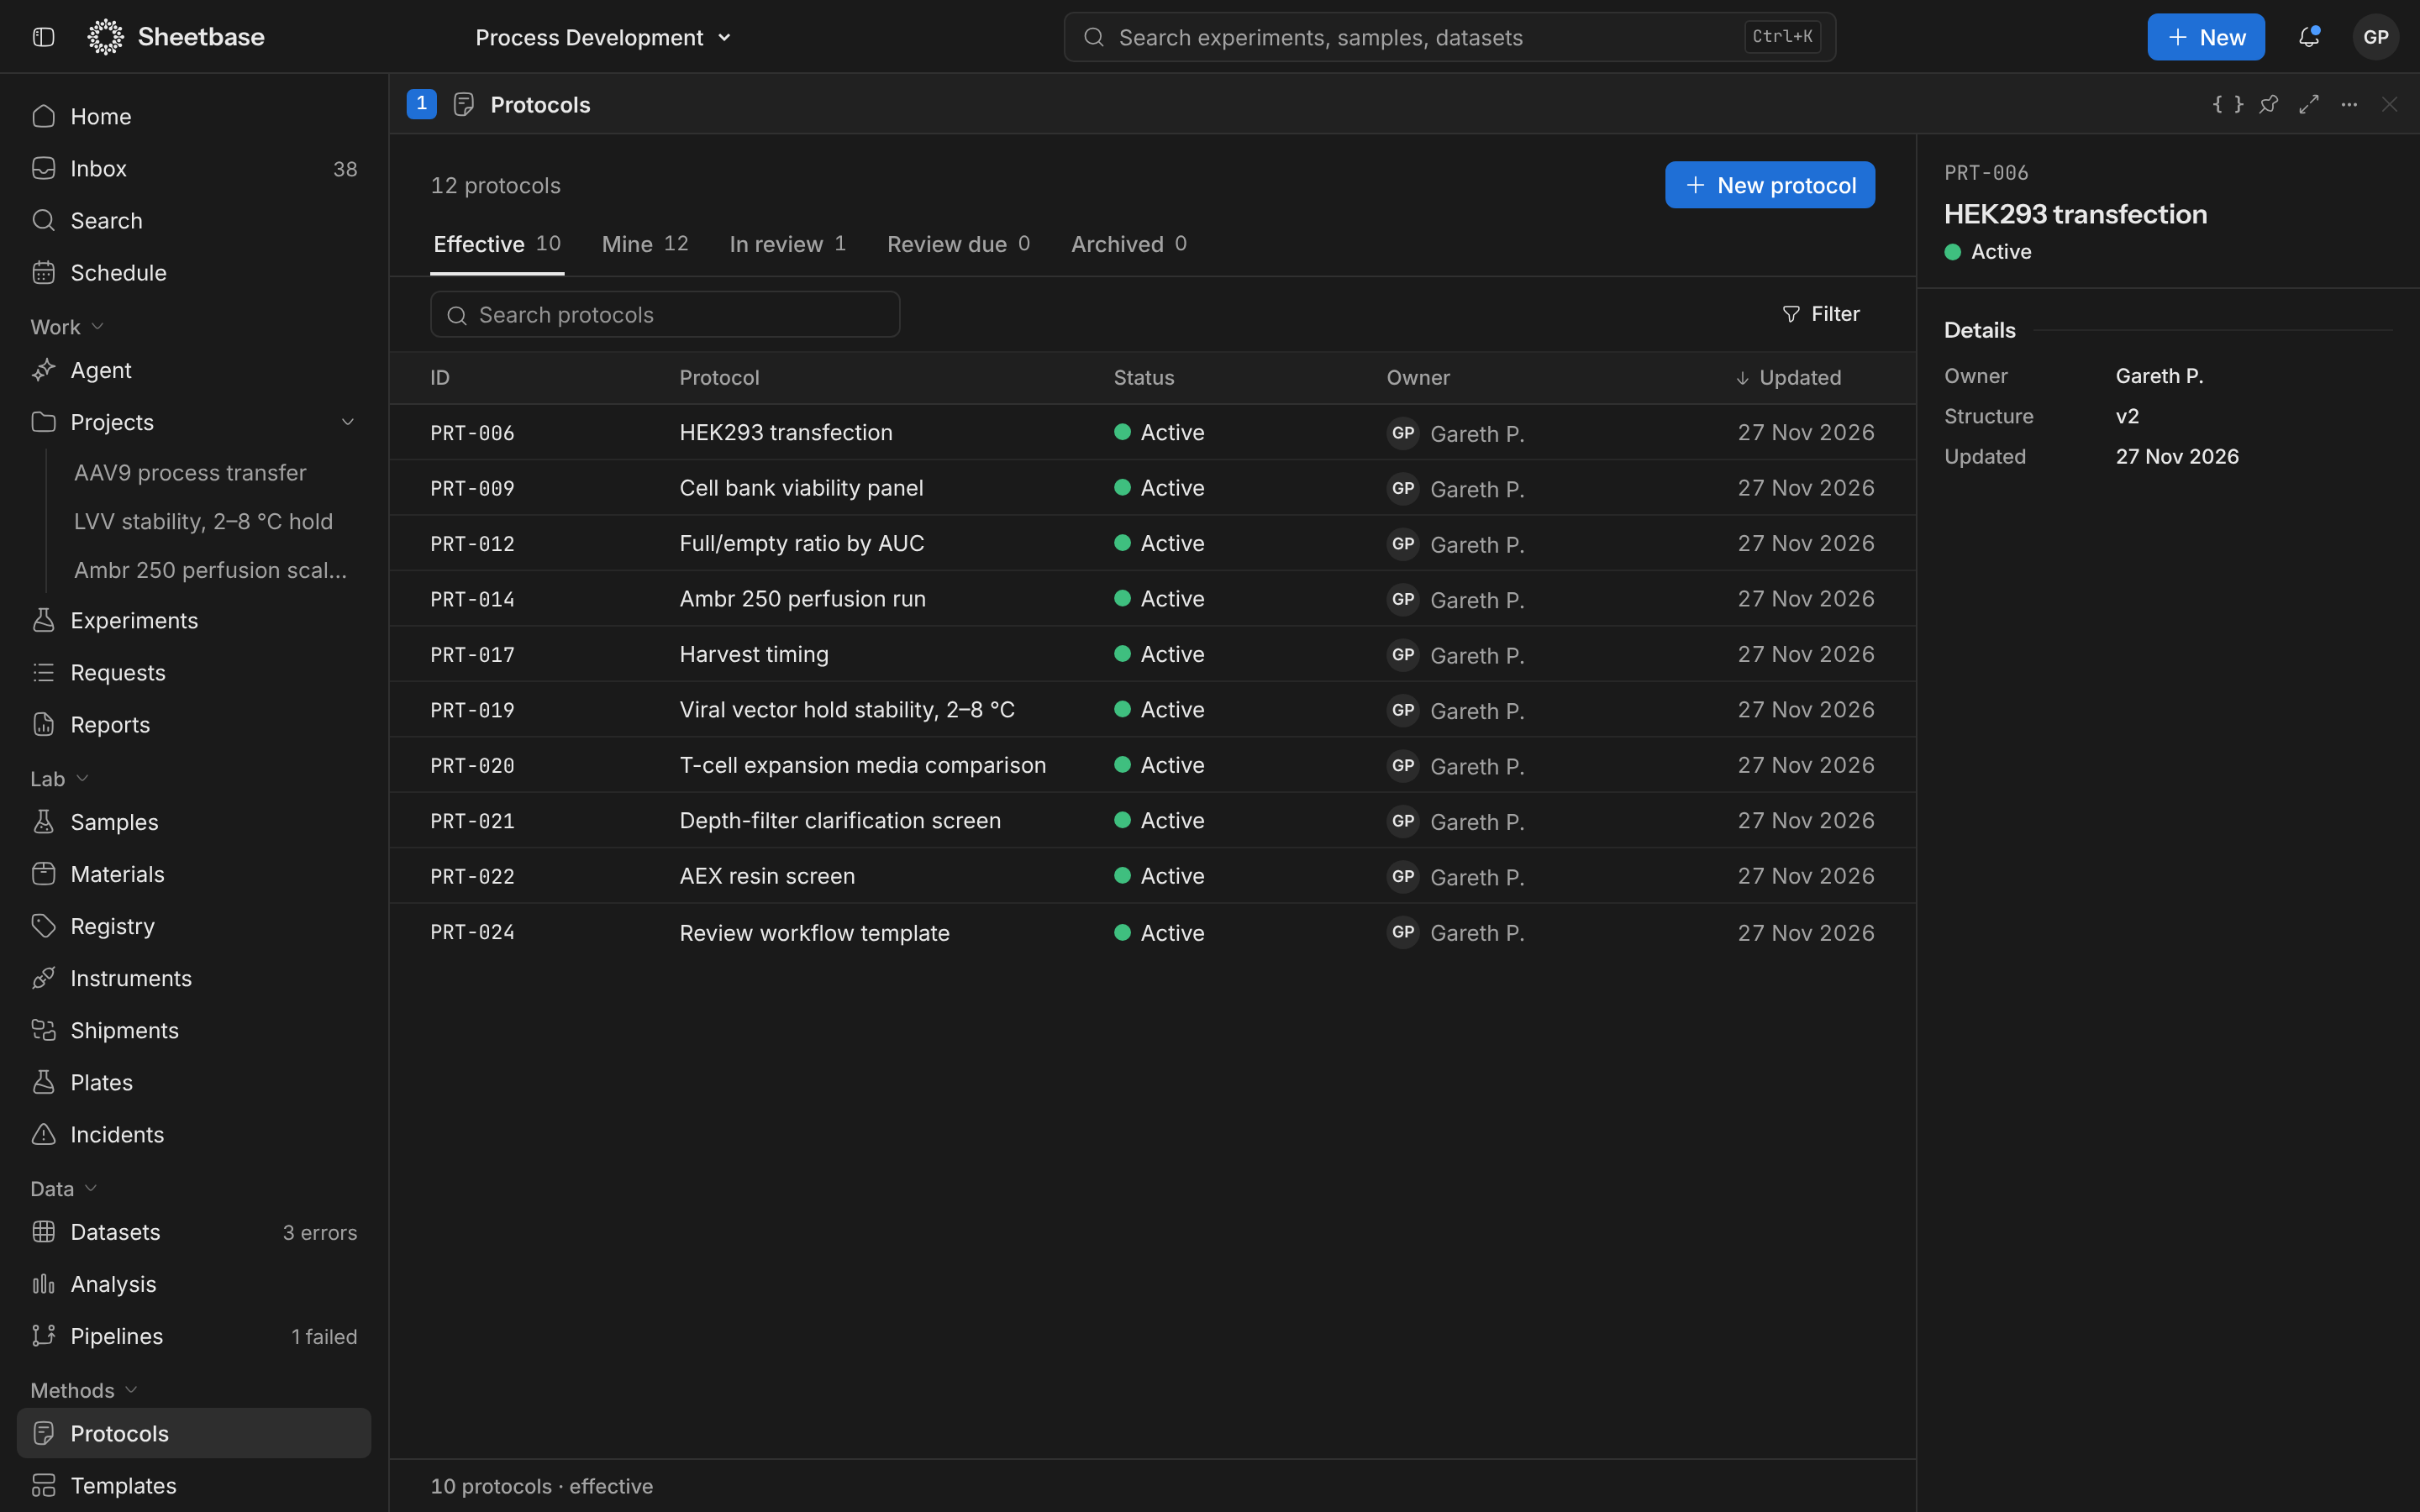 Sheetbase
Process Development
Search experiments, samples, datasets
Ctrl+K
New
GP
Home
Inbox 38
Search
Schedule
Work
Agent
Projects
AAV9 process transfer
LVV stability, 2–8 °C hold
Ambr 250 perfusion scal...
Experiments
Requests
Reports
Lab
Samples
Materials
Registry
Instruments
Shipments
Plates
Incidents
Data
Datasets 3 errors
Analysis
Pipelines 1 failed
Methods
Protocols
Templates
1 Protocols
{ }
12 protocols
New protocol
Effective 10 Mine 12 In review 1 Review due 0 Archived 0
Search protocols
Filter
ID Protocol Status Owner Updated
PRT-006 HEK293 transfection Active GP Gareth P. 27 Nov 2026
PRT-009 Cell bank viability panel Active GP Gareth P. 27 Nov 2026
PRT-012 Full/empty ratio by AUC Active GP Gareth P. 27 Nov 2026
PRT-014 Ambr 250 perfusion run Active GP Gareth P. 27 Nov 2026
PRT-017 Harvest timing Active GP Gareth P. 27 Nov 2026
PRT-019 Viral vector hold stability, 2–8 °C Active GP Gareth P. 27 Nov 2026
PRT-020 T-cell expansion media comparison Active GP Gareth P. 27 Nov 2026
PRT-021 Depth-filter clarification screen Active GP Gareth P. 27 Nov 2026
PRT-022 AEX resin screen Active GP Gareth P. 27 Nov 2026
PRT-024 Review workflow template Active GP Gareth P. 27 Nov 2026
10 protocols · effective
PRT-006
HEK293 transfection
Active
Details
Owner Gareth P.
Structure v2
Updated 27 Nov 2026